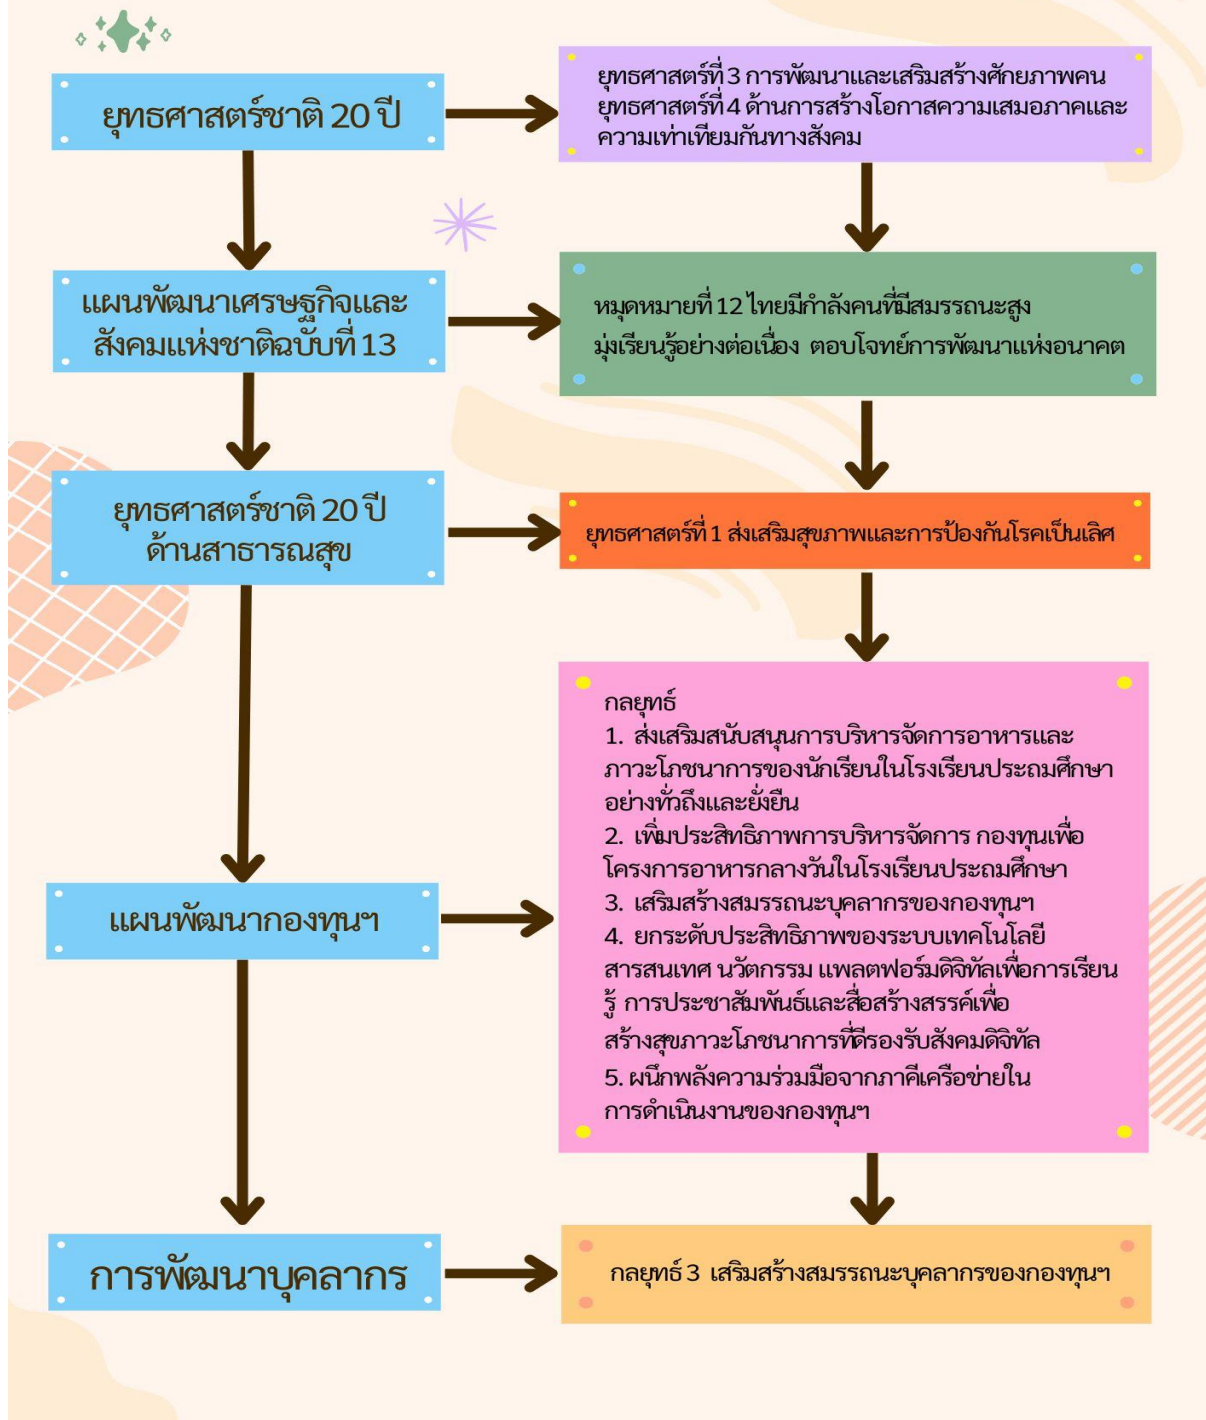 ยุทธศาสตร์ชาติ 20 ปี
ยุทธศาสตร์ที่ 3 การพัฒนาและเสริมสร้างศักยภาพคน
ยุทธศาสตร์ที่ 4 ด้านการสร้างโอกาสความเสมอภาคและ
ความเท่าเทียมกันทางสังคม
แผนพัฒนาเศรษฐกิจและ
สังคมแห่งชาติฉบับที่ 13
หมุดหมายที่ 12 ไทยมีกำลังคนที่มีสมรรถนะสูง
มุ่งเรียนรู้อย่างต่อเนื่อง ตอบโจทย์การพัฒนาแห่งอนาคต
ยุทธศาสตร์ชาติ 20 ปี
ด้านสาธารณสุข
ยุทธศาสตร์ที่ 1 ส่งเสริมสุขภาพและการป้องกันโรคเป็นเลิศ
แผนพัฒนากองทุนฯ
กลยุทธ์
1. ส่งเสริมสนับสนุนการบริหารจัดการอาหารและ
ภาวะโภชนาการของนักเรียนในโรงเรียนประถมศึกษา
อย่างทั่วถึงและยั่งยืน
2. เพิ่มประสิทธิภาพการบริหารจัดการ กองทุนเพื่อ
โครงการอาหารกลางวันในโรงเรียนประถมศึกษา
3. เสริมสร้างสมรรถนะบุคลากรของกองทุนฯ
4. ยกระดับประสิทธิภาพของระบบเทคโนโลยี
สารสนเทศ นวัตกรรม แพลตฟอร์มดิจิทัลเพื่อการเรียน
รู้ การประชาสัมพันธ์และสื่อสร้างสรรค์เพื่อ
สร้างสุขภาวะโภชนาการที่ดีรองรับสังคมดิจิทัล
5. ผนึกพลังความร่วมมือจากภาคีเครือข่ายใน
การดำเนินงานของกองทุนฯ
การพัฒนาบุคลากร
กลยุทธ์ 3 เสริมสร้างสมรรถนะบุคลากรของกองทุนฯ